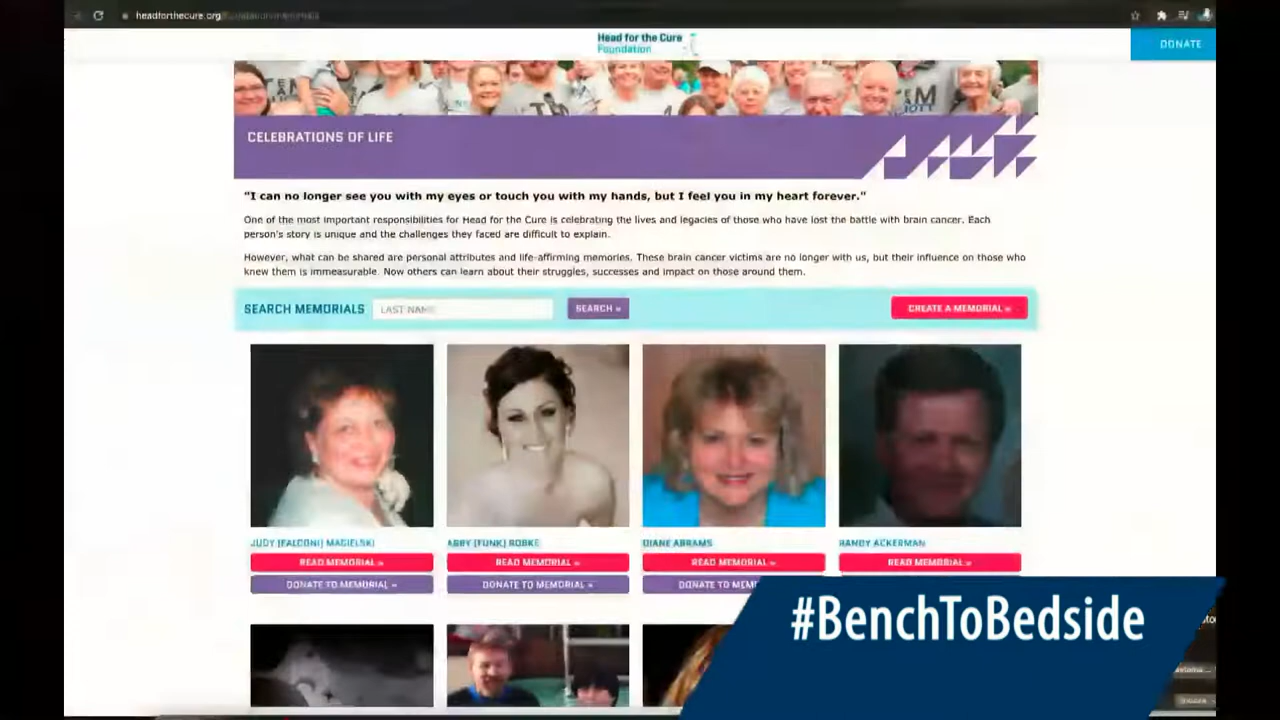 headforthecure.org
Head for the Cure
Foundation
DONATE
CELEBRATIONS OF LIFE
"I can no longer see you with my eyes or touch you with my hands, but I feel you in my heart forever."
One of the most important responsibilities for Head for the Cure is celebrating the lives and legacies of those who have lost the battle with brain cancer. Each
person's story is unique and the challenges they faced are difficult to explain.
However, what can be shared are personal attributes and life-affirming memories. These brain cancer victims are no longer with us, but their influence on those who
knew them is immeasurable. Now others can learn about their struggles, successes and impact on those around them.
SEARCH MEMORIALS LAST NAME SEARCH » CREATE A MEMORIAL »
JUDY (FALCONI) MAGIELSKI ABBY (FUNK) ROBKE DIANE ABRAMS RANDY ACKERMAN
READ MEMORIAL » READ MEMORIAL » READ MEMORIAL » READ MEMORIAL »
DONATE TO MEMORIAL » DONATE TO MEMORIAL » DONATE TO
#BenchToBedside